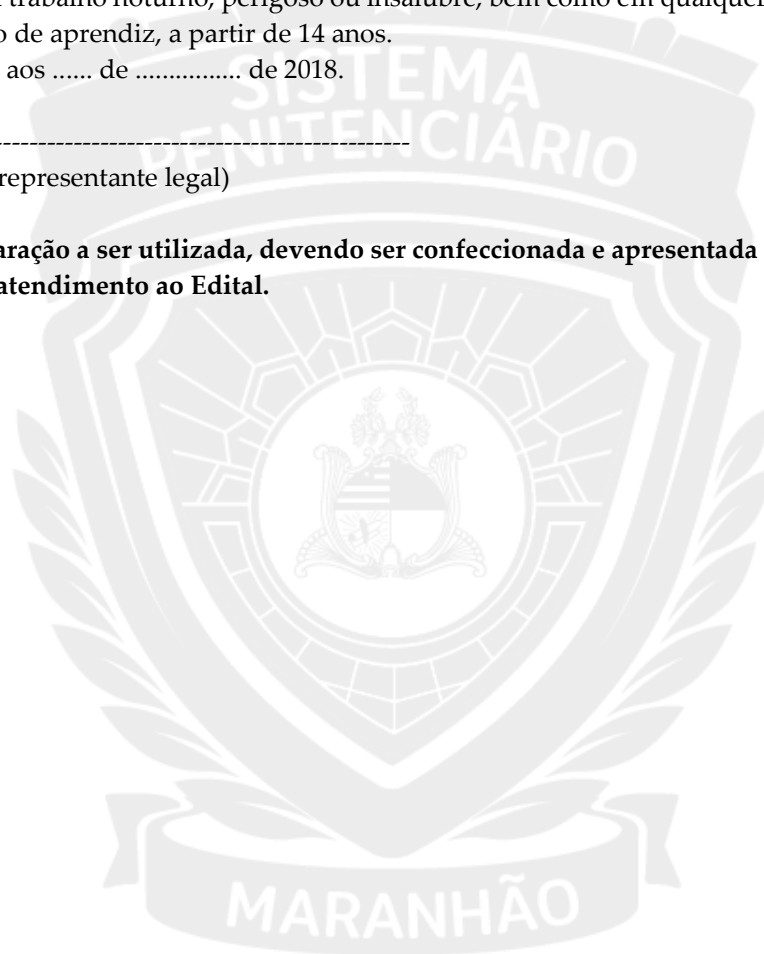 trabalho noturno, perigoso ou insalubre, bem como em qualquer
o de aprendiz, a partir de 14 anos.
aos ...... de ................ de 2018.
SISTEMA
PENITENCIÁRIO
--------------------------------------------------
representante legal)
aração a ser utilizada, devendo ser confeccionada e apresentada
atendimento ao Edital.
MARANHÃO